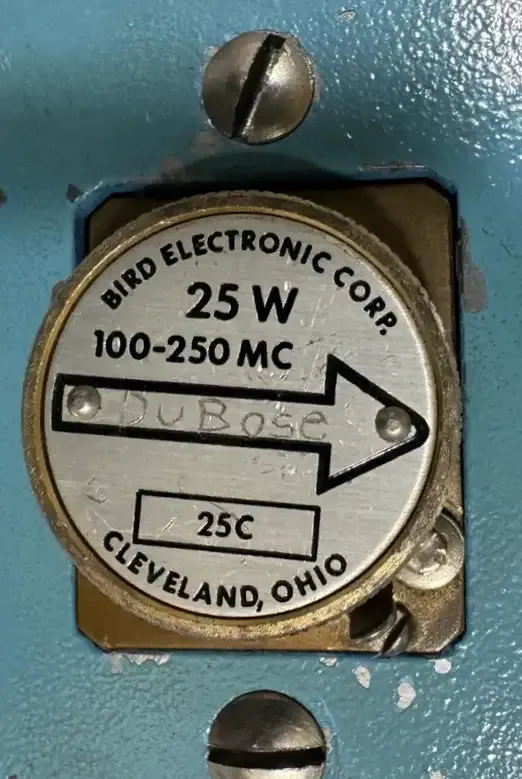 BIRD ELECTRONIC CORP.
25 W
100-250 MC
DuBose
25C
CLEVELAND, OHIO